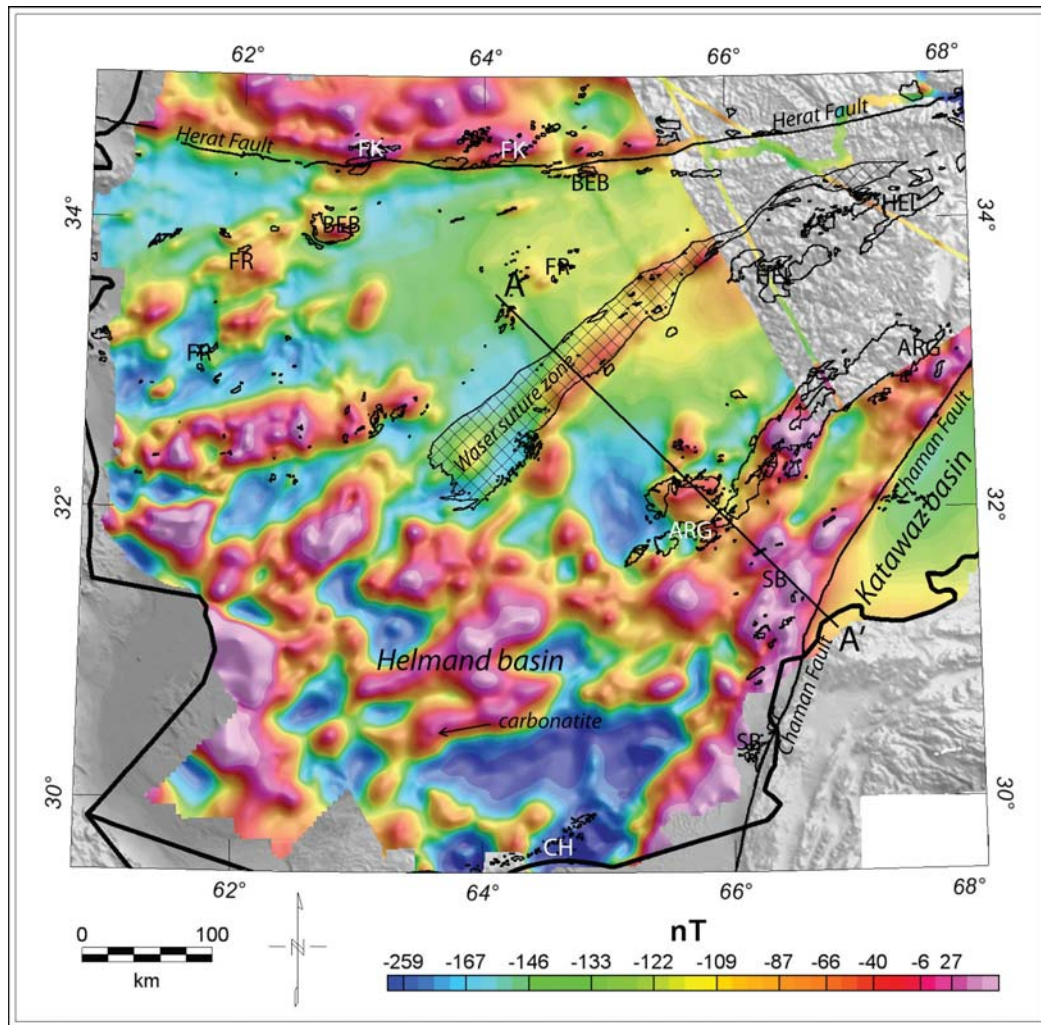 62°
64°
66°
68°
Herat Fault
Herat Fault
FK
FK
BEB
34°
HEL
34°
BEB
FR
FR
HEL
A
FR
ARG
Waser suture zone
Chaman Fault
32°
32°
ARG
Katawaz basin
SB
A′
Helmand basin
Chaman Fault
carbonatite
SB
30°
30°
CH
62°
64°
66°
68°
0 100
km
N
nT
-259 -167 -146 -133 -122 -109 -87 -66 -40 -6 27